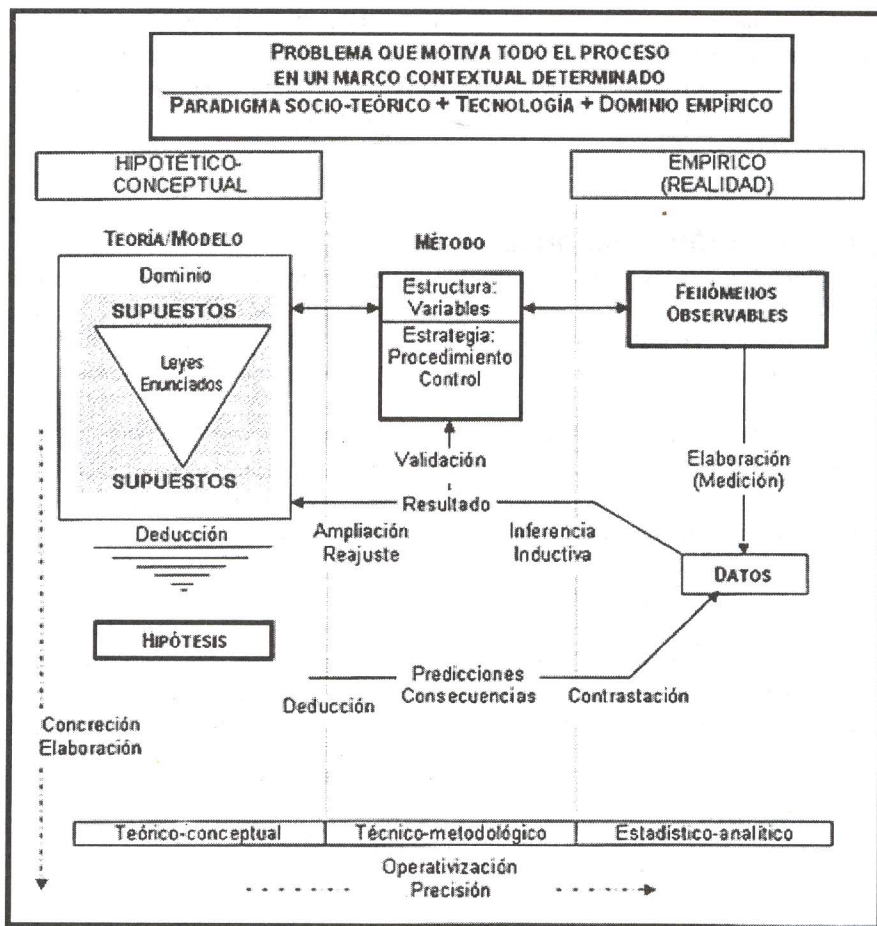 PROBLEMA QUE MOTIVA TODO EL PROCESO
EN UN MARCO CONTEXTUAL DETERMINADO
PARADIGMA SOCIO-TEÓRICO + TECNOLOGÍA + DOMINIO EMPÍRICO
HIPOTÉTICO-
CONCEPTUAL
EMPÍRICO
(REALIDAD)
TEORÍA/MODELO
Dominio
SUPUESTOS
Leyes
Enunciados
SUPUESTOS
Deducción
HIPÓTESIS
MÉTODO
Estructura:
Variables
Estrategia:
Procedimiento
Control
Validación
Resultado
Ampliación
Reajuste
Inferencia
Inductiva
FENÓMENOS
OBSERVABLES
Elaboración
(Medición)
DATOS
Deducción
Predicciones
Consecuencias
Contrastación
Concreción
Elaboración
Teórico-conceptual
Técnico-metodológico
Estadístico-analítico
Operativización
Precisión